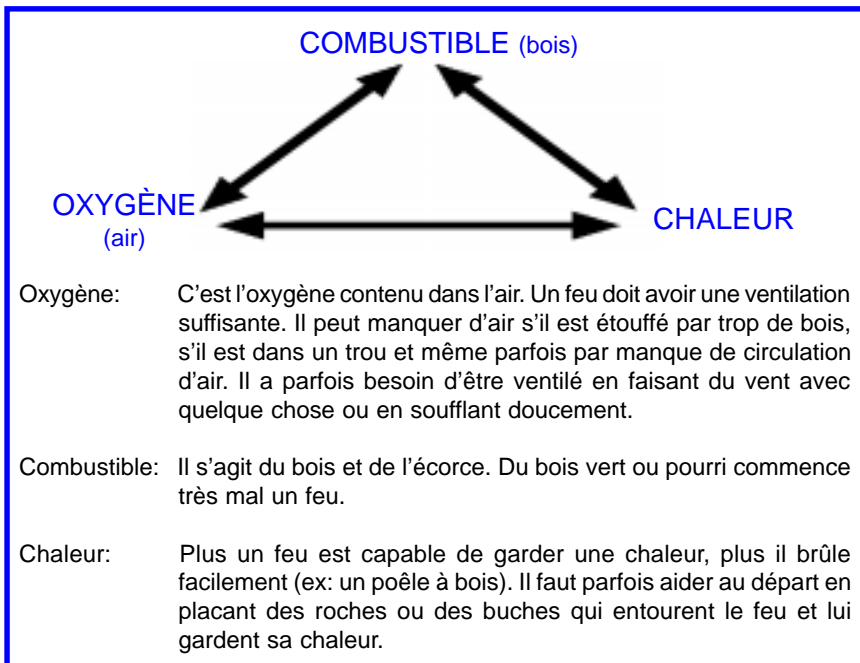 COMBUSTIBLE (bois)
OXYGÈNE
(air)
CHALEUR
Oxygène: C'est l'oxygène contenu dans l'air. Un feu doit avoir une ventilation
suffisante. Il peut manquer d'air s'il est étouffé par trop de bois,
s'il est dans un trou et même parfois par manque de circulation
d'air. Il a parfois besoin d'être ventilé en faisant du vent avec
quelque chose ou en soufflant doucement.
Combustible: Il s'agit du bois et de l'écorce. Du bois vert ou pourri commence
très mal un feu.
Chaleur: Plus un feu est capable de garder une chaleur, plus il brûle
facilement (ex: un poêle à bois). Il faut parfois aider au départ en
placant des roches ou des buches qui entourent le feu et lui
gardent sa chaleur.